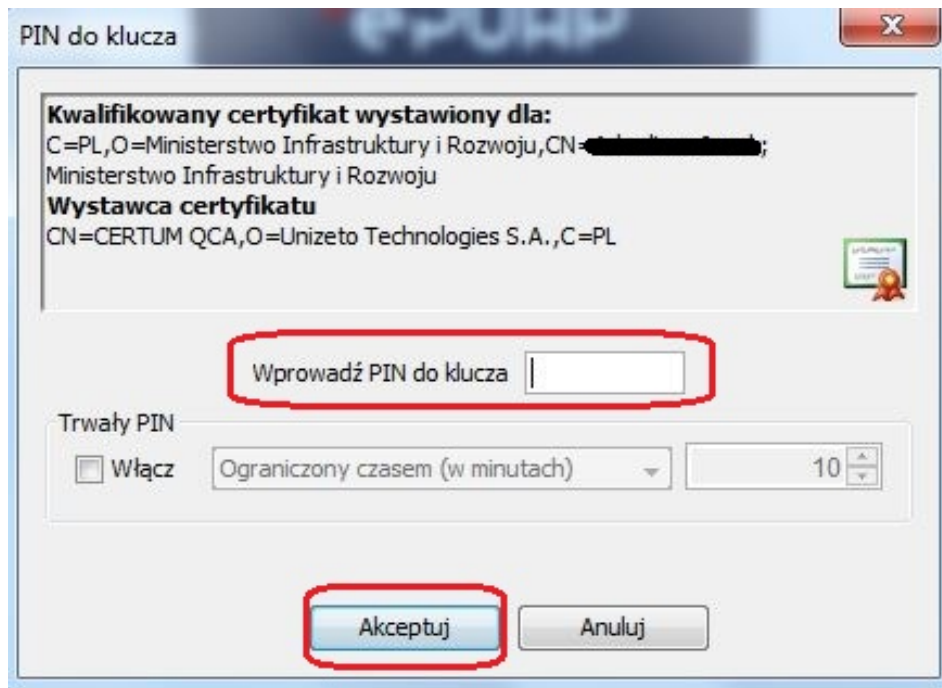 ePUAP
PIN do klucza
Kwalifikowany certyfikat wystawiony dla:
C=PL,O=Ministerstwo Infrastruktury i Rozwoju,CN=
;
Ministerstwo Infrastruktury i Rozwoju
Wystawca certyfikatu
CN=CERTUM QCA,O=Unizeto Technologies S.A.,C=PL
Wprowadź PIN do klucza
Trwały PIN
Włącz Ograniczony czasem (w minutach) 10
Akceptuj Anuluj